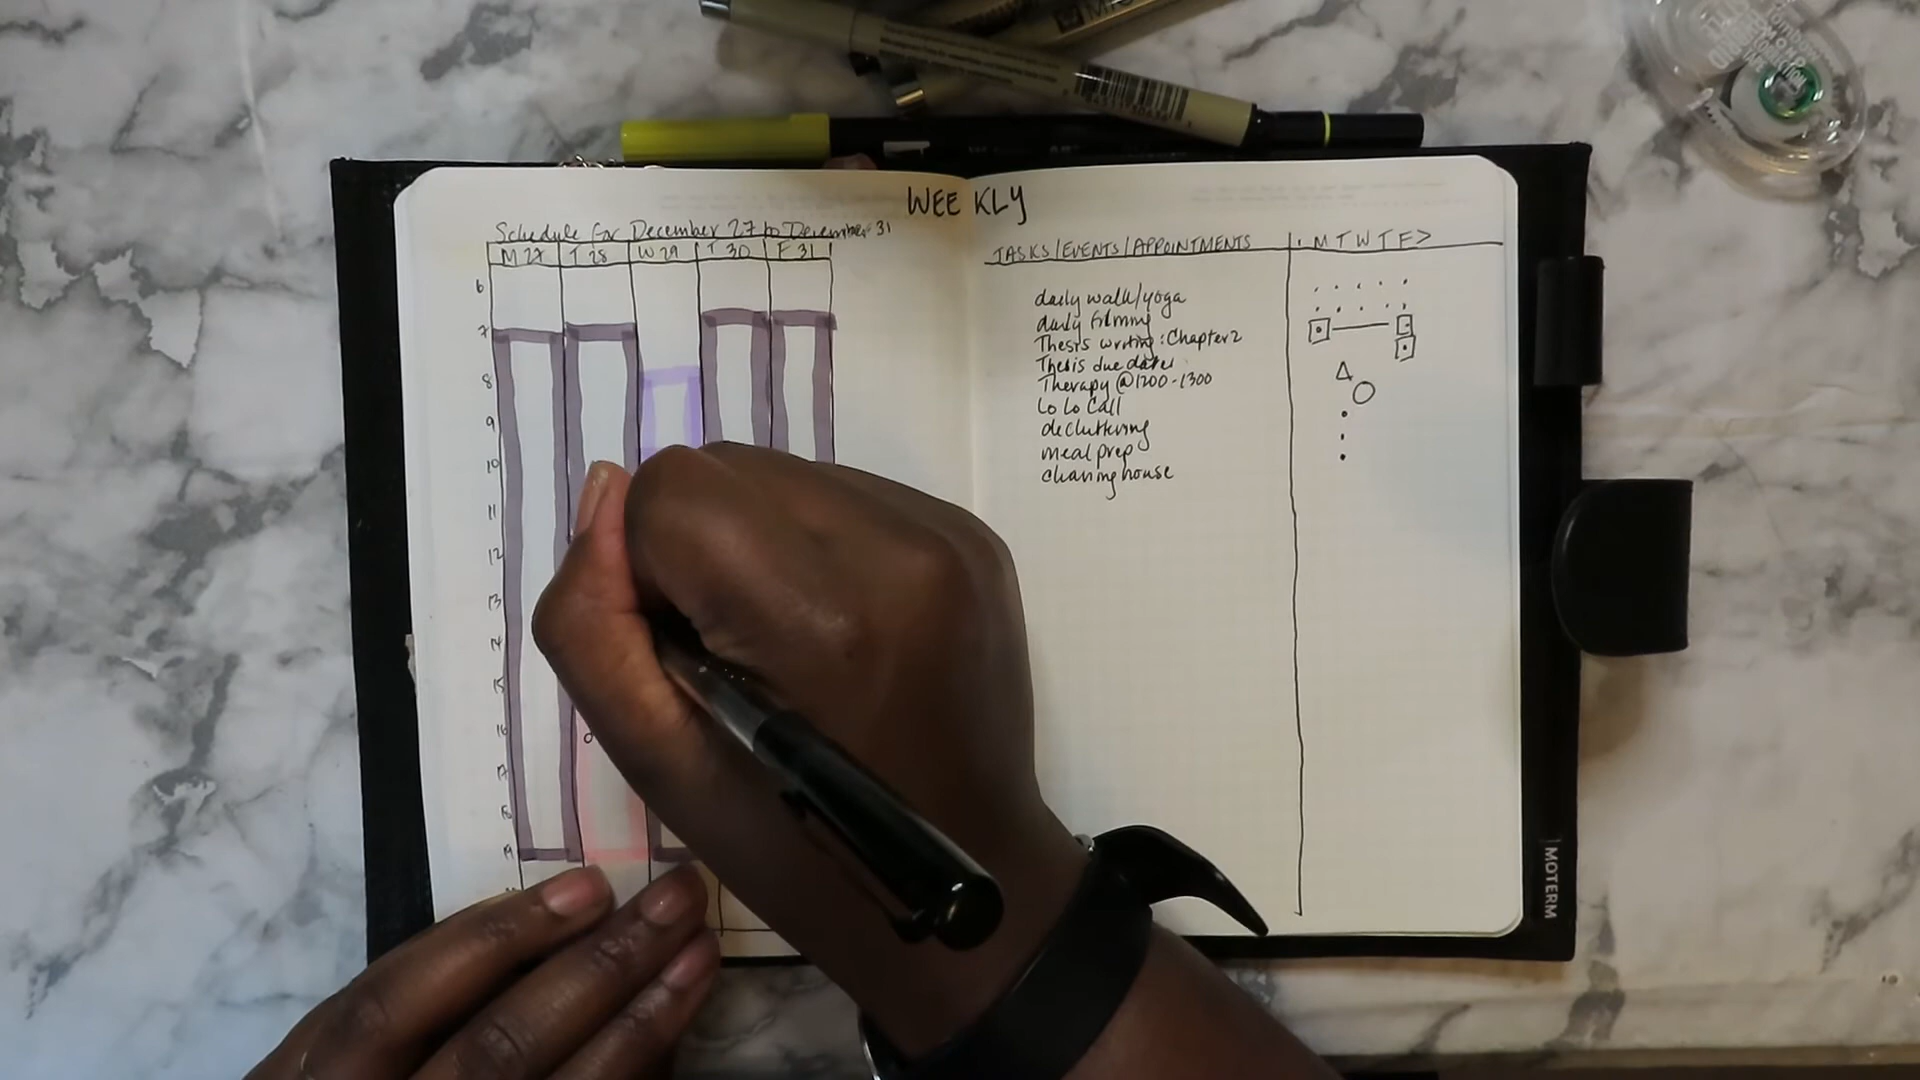 WEEKLY
Schedule for December 27 to December 31
M 27 T 28 W 29 T 30 F 31
6
7
8
9
10
11
12
13
14
15
16
17
18
19
TASKS/EVENTS/APPOINTMENTS . M T W T F >
daily walk/yoga
daily filming
Thesis writing: Chapter 2
Thesis due date
Therapy @1200-1300
Lo Lo Call
decluttering
meal prep
cleaning house
MOTERM